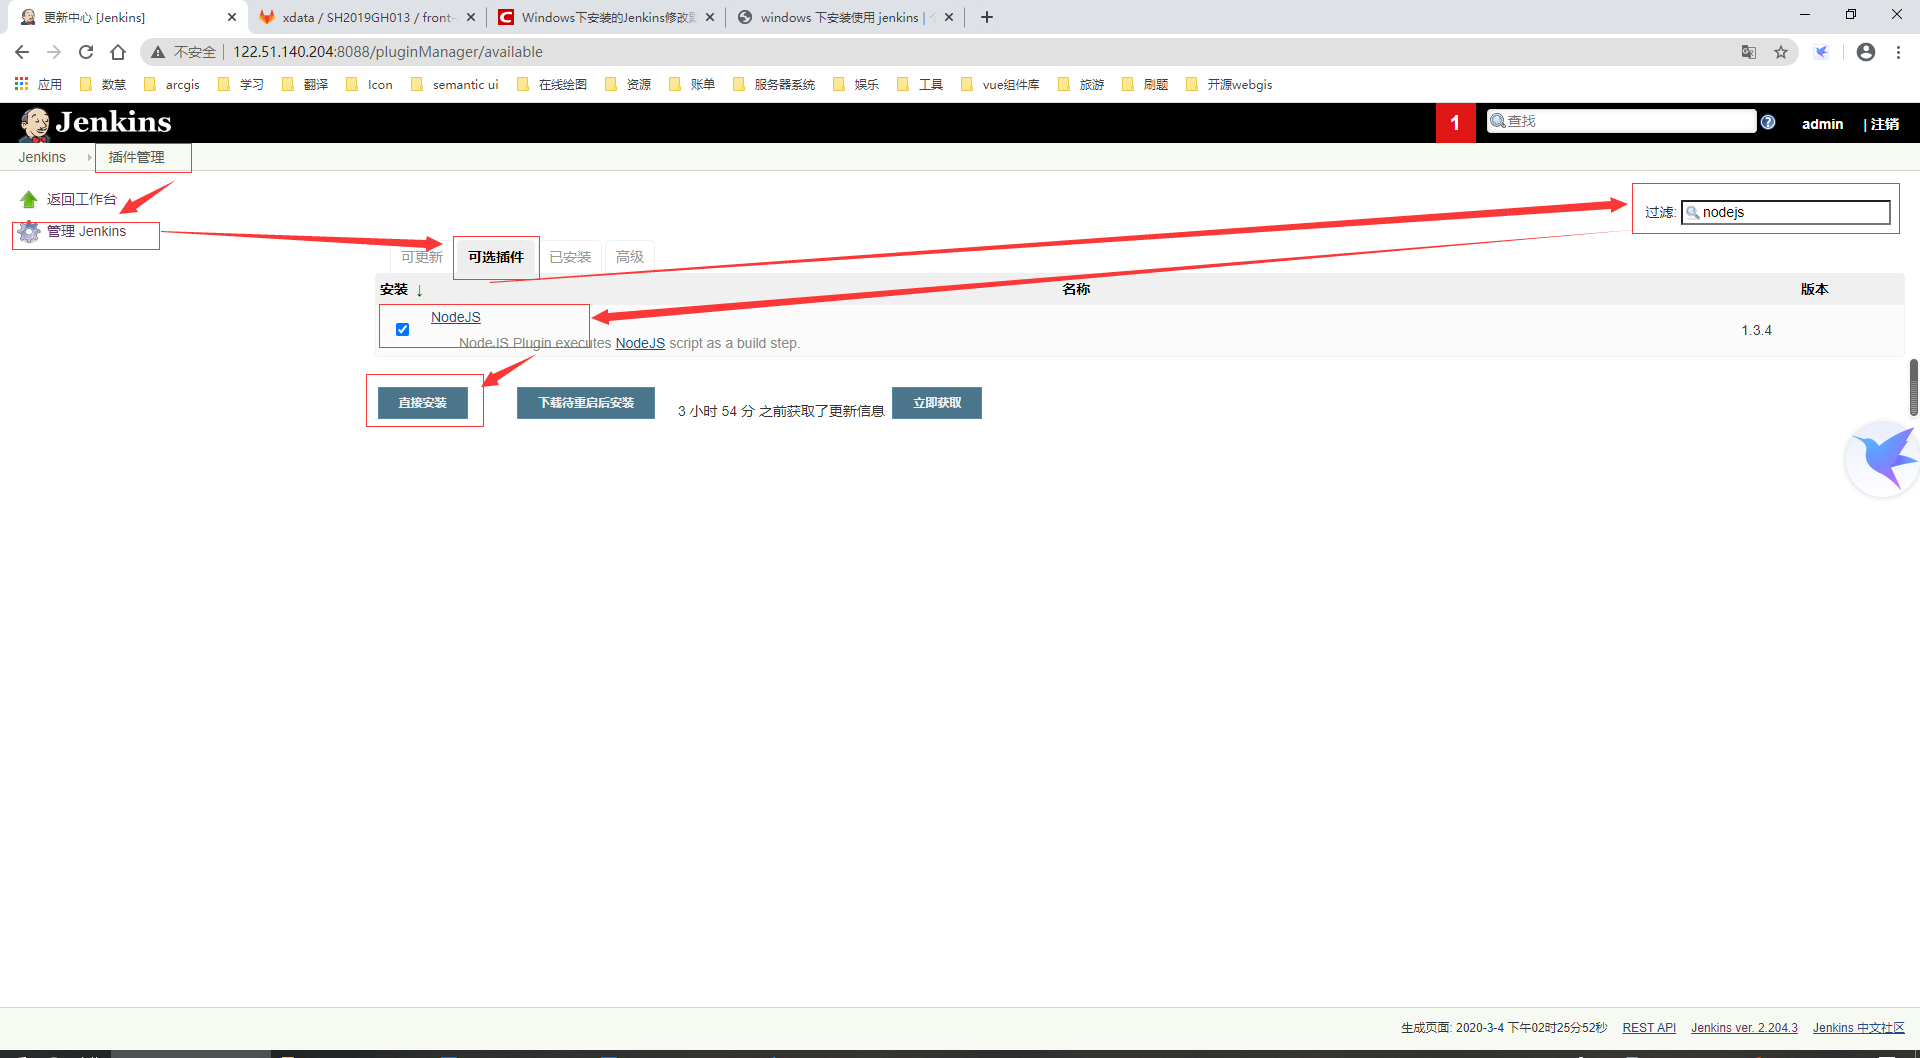 更新中心 [Jenkins]
xdata / SH2019GH013 / front-
Windows下安装的Jenkins修改
windows 下安装使用 jenkins |
不安全
122.51.140.204:8088/pluginManager/available
应用
数慧
arcgis
学习
翻译
Icon
semantic ui
在线绘图
资源
账单
服务器系统
娱乐
工具
vue组件库
旅游
刷题
开源webgis
Jenkins
1
查找
admin
| 注销
Jenkins
插件管理
返回工作台
管理 Jenkins
过滤: nodejs
可更新
可选插件
已安装
高级
安装 ↓
名称
版本
NodeJS
NodeJS Plugin executes NodeJS script as a build step.
1.3.4
直接安装
下载待重启后安装
3 小时 54 分 之前获取了更新信息
立即获取
生成页面: 2020-3-4 下午02时25分52秒
REST API
Jenkins ver. 2.204.3
Jenkins 中文社区